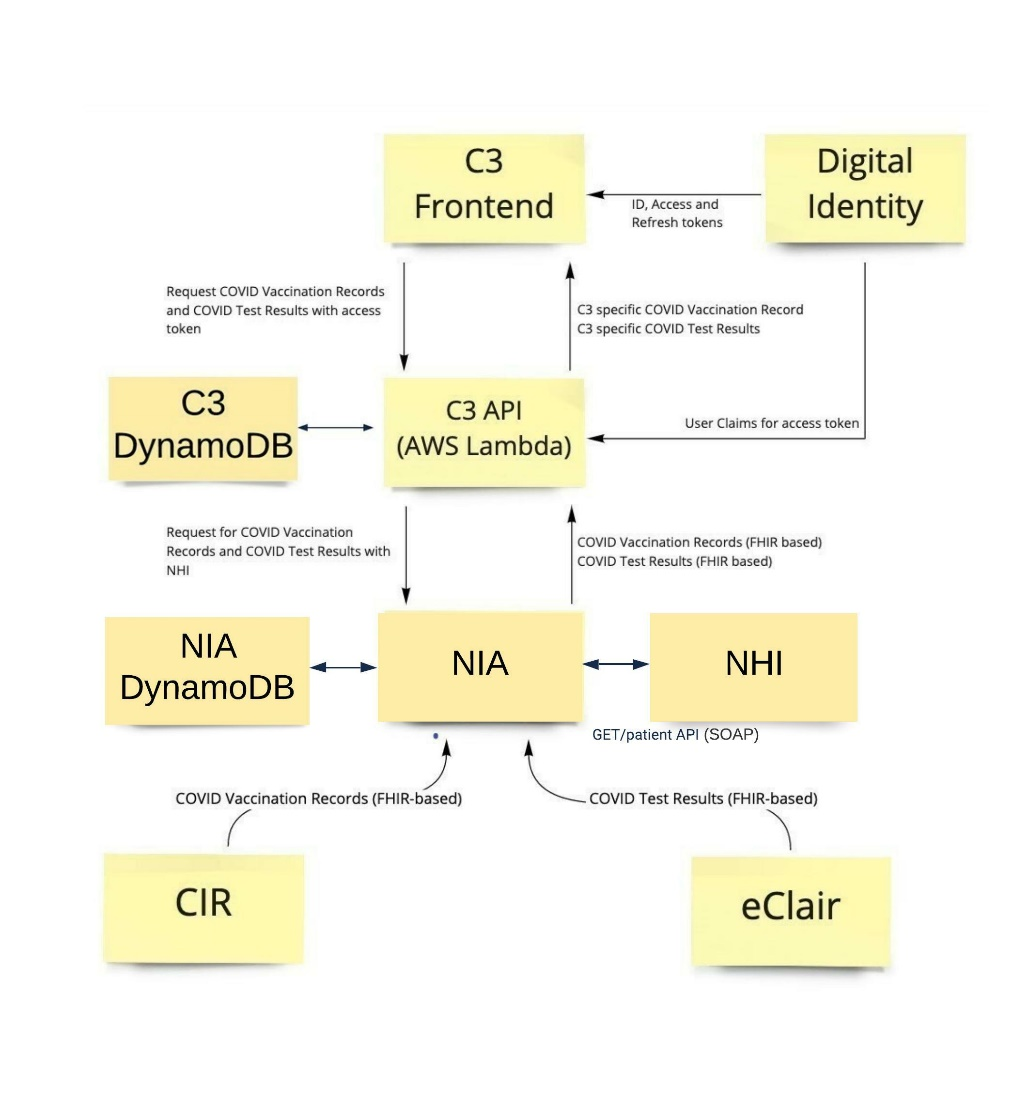 C3
Frontend
Digital
Identity
ID, Access and
Refresh tokens
Request COVID Vaccination Records
and COVID Test Results with access
token
C3 specific COVID Vaccination Record
C3 specific COVID Test Results
C3
DynamoDB
C3 API
(AWS Lambda)
User Claims for access token
Request for COVID Vaccination
Records and COVID Test Results with
NHI
COVID Vaccination Records (FHIR based)
COVID Test Results (FHIR based)
NIA
DynamoDB
NIA
NHI
GET/patient API (SOAP)
COVID Vaccination Records (FHIR-based)
COVID Test Results (FHIR-based)
CIR
eClair